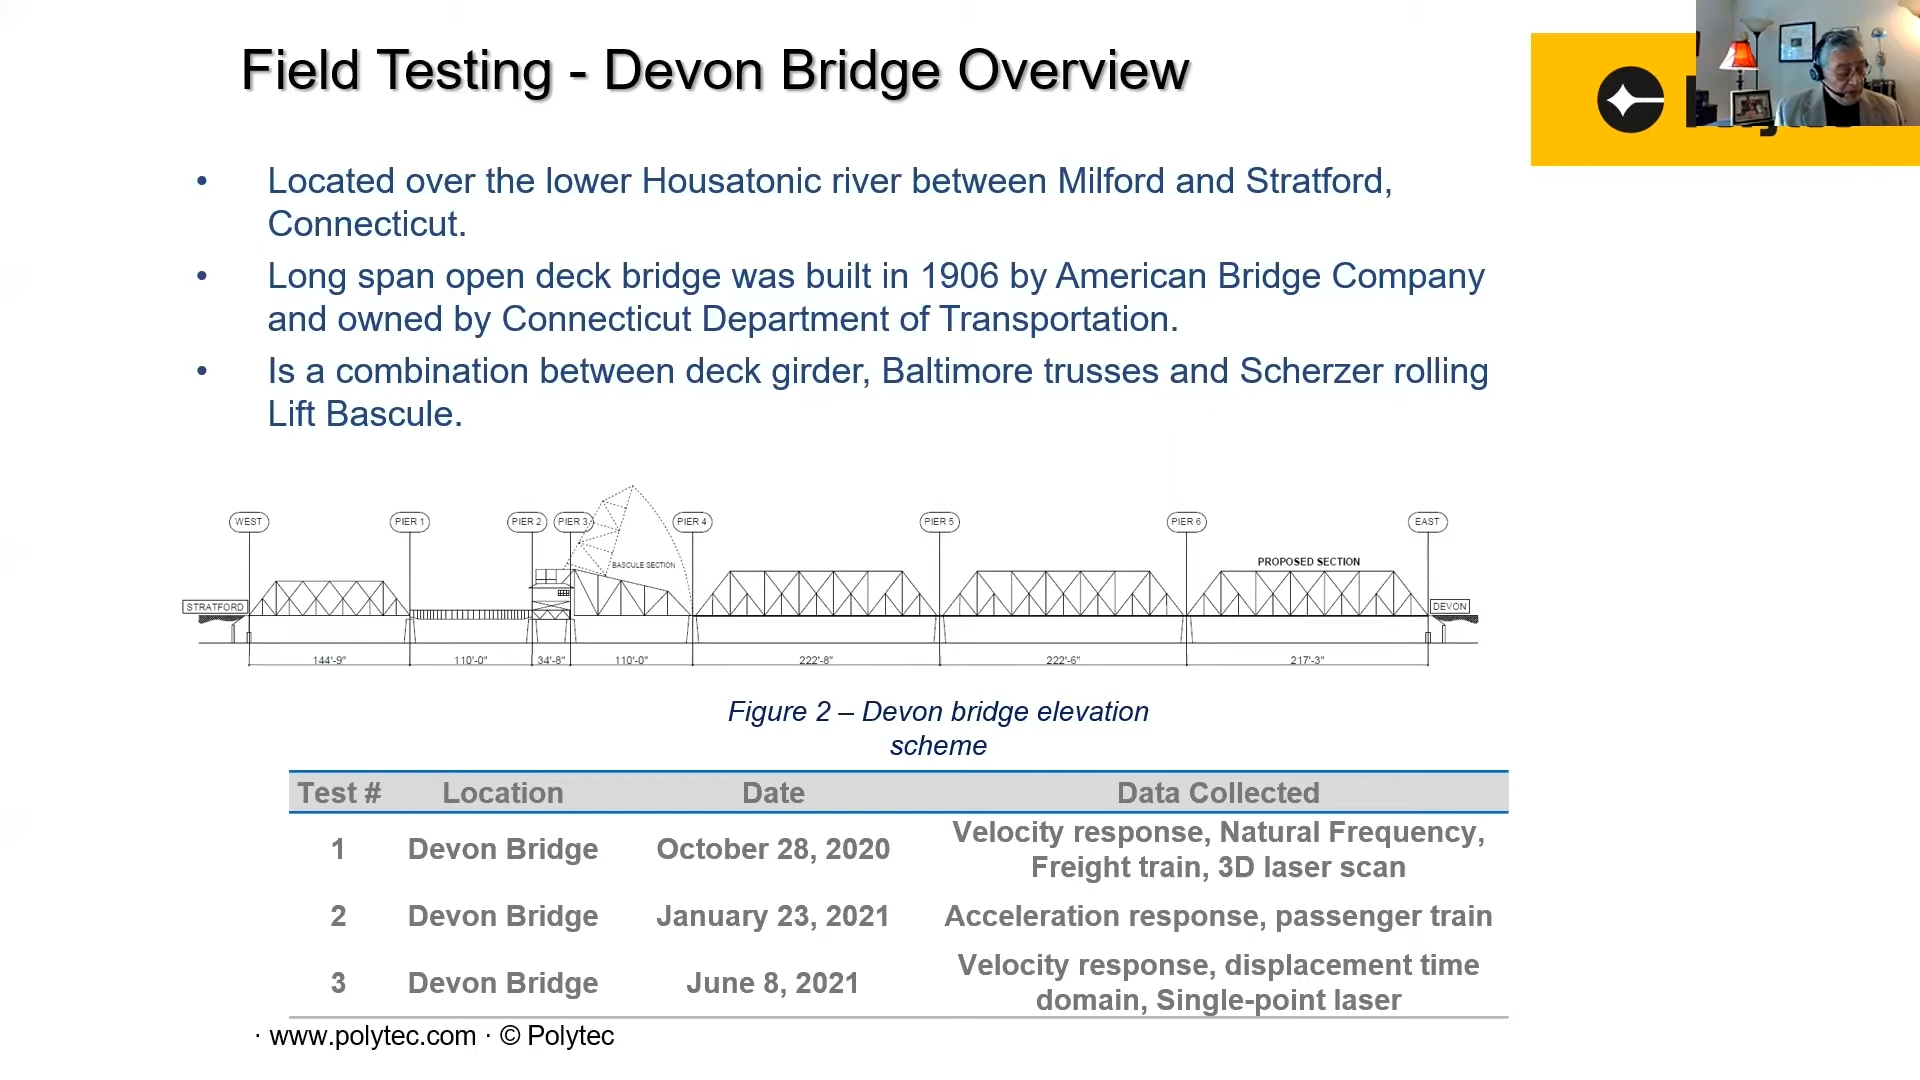 Field Testing - Devon Bridge Overview
• Located over the lower Housatonic river between Milford and Stratford,
Connecticut.
• Long span open deck bridge was built in 1906 by American Bridge Company
and owned by Connecticut Department of Transportation.
• Is a combination between deck girder, Baltimore trusses and Scherzer rolling
Lift Bascule.
WEST PIER 1 PIER 2 PIER 3 PIER 4 PIER 5 PIER 6 EAST
BASCULE SECTION PROPOSED SECTION
STRATFORD DEVON
144'-9" 110'-0" 34'-8" 110'-0" 222'-8" 222'-6" 217'-3"
Figure 2 – Devon bridge elevation
scheme
Test # Location Date Data Collected
1 Devon Bridge October 28, 2020 Velocity response, Natural Frequency,
Freight train, 3D laser scan
2 Devon Bridge January 23, 2021 Acceleration response, passenger train
3 Devon Bridge June 8, 2021 Velocity response, displacement time
domain, Single-point laser
· www.polytec.com · © Polytec